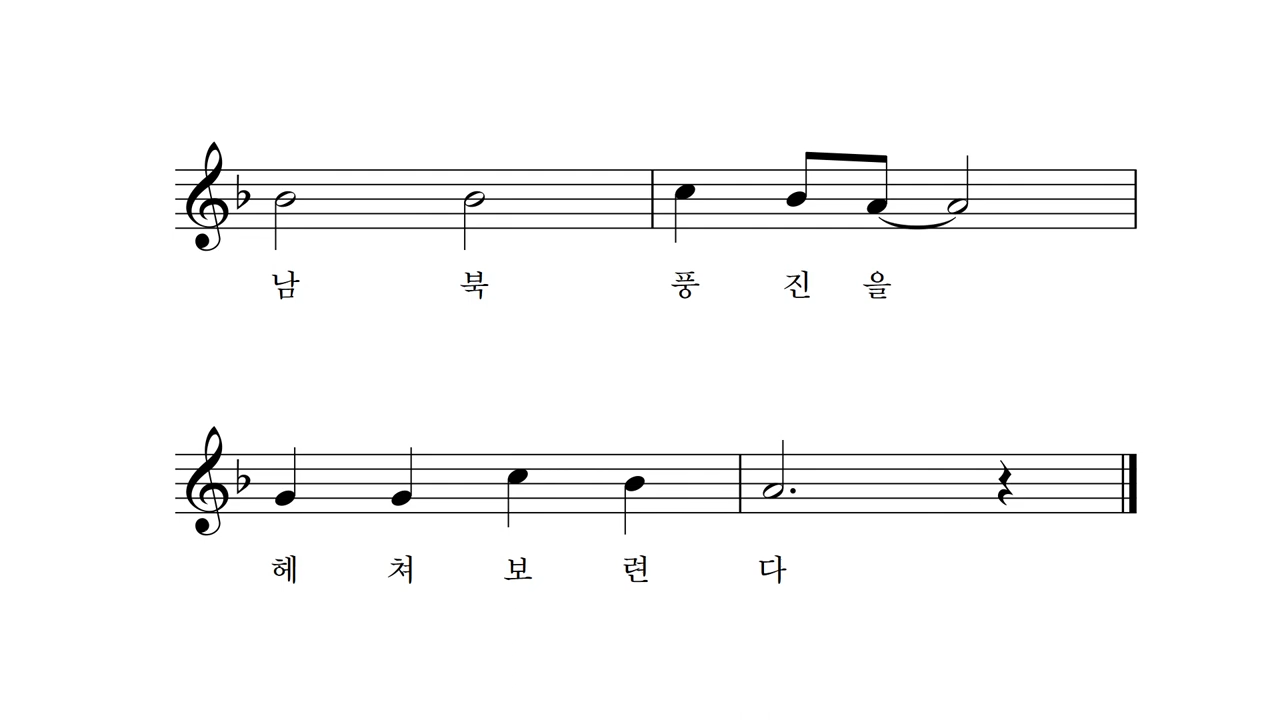 남 북 풍 진 을
헤 쳐 보 련 다